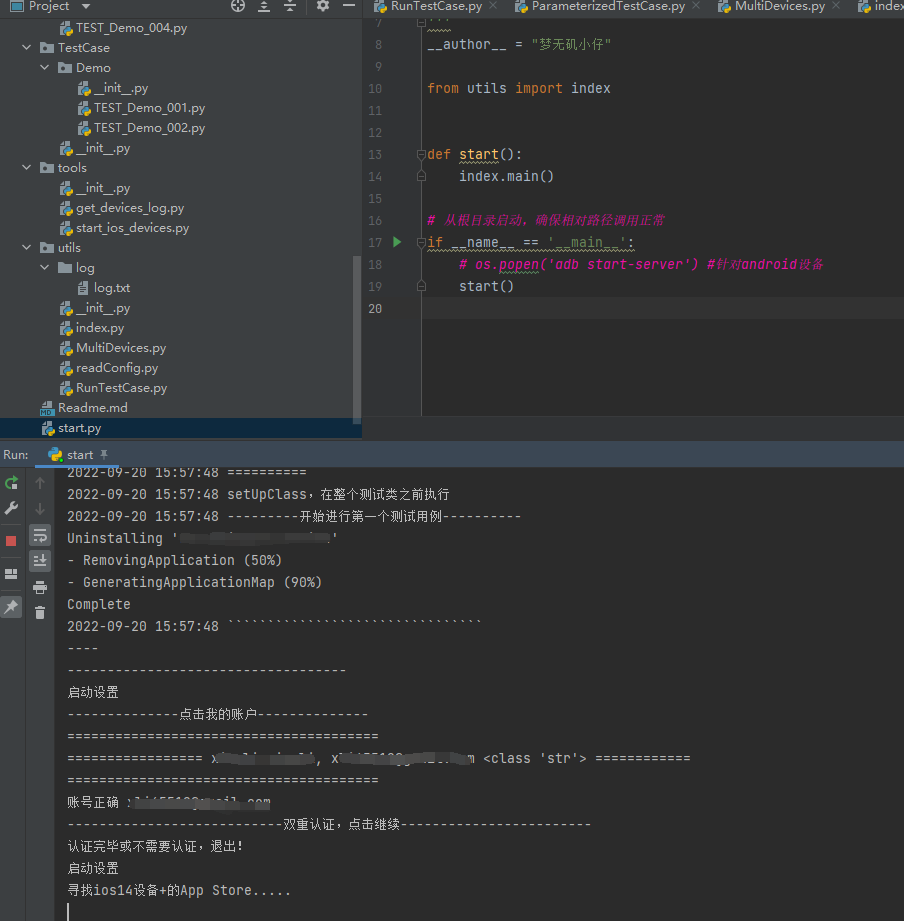 Project
RunTestCase.py
ParameterizedTestCase.py
MultiDevices.py
index
TEST_Demo_004.py
TestCase
Demo
__init__.py
TEST_Demo_001.py
TEST_Demo_002.py
__init__.py
tools
__init__.py
get_devices_log.py
start_ios_devices.py
utils
log
log.txt
__init__.py
index.py
MultiDevices.py
readConfig.py
RunTestCase.py
Readme.md
start.py
7 '''
8 __author__ = "梦无矶小仔"
9
10 from utils import index
11
12
13 def start():
14 index.main()
15
16 # 从根目录启动，确保相对路径调用正常
17 if __name__ == '__main__':
18 # os.popen('adb start-server') #针对android设备
19 start()
20
Run: start
2022-09-20 15:57:48 ==========
2022-09-20 15:57:48 setUpClass，在整个测试类之前执行
2022-09-20 15:57:48 ---------开始进行第一个测试用例----------
Uninstalling ' '
- RemovingApplication (50%)
- GeneratingApplicationMap (90%)
Complete
2022-09-20 15:57:48 ````````````````````````````````
----
-----------------------------------
启动设置
--------------点击我的账户--------------
=======================================
================= , <class 'str'> ============
=======================================
账号正确
---------------------------双重认证，点击继续------------------------
认证完毕或不需要认证，退出！
启动设置
寻找ios14设备+的App Store.....